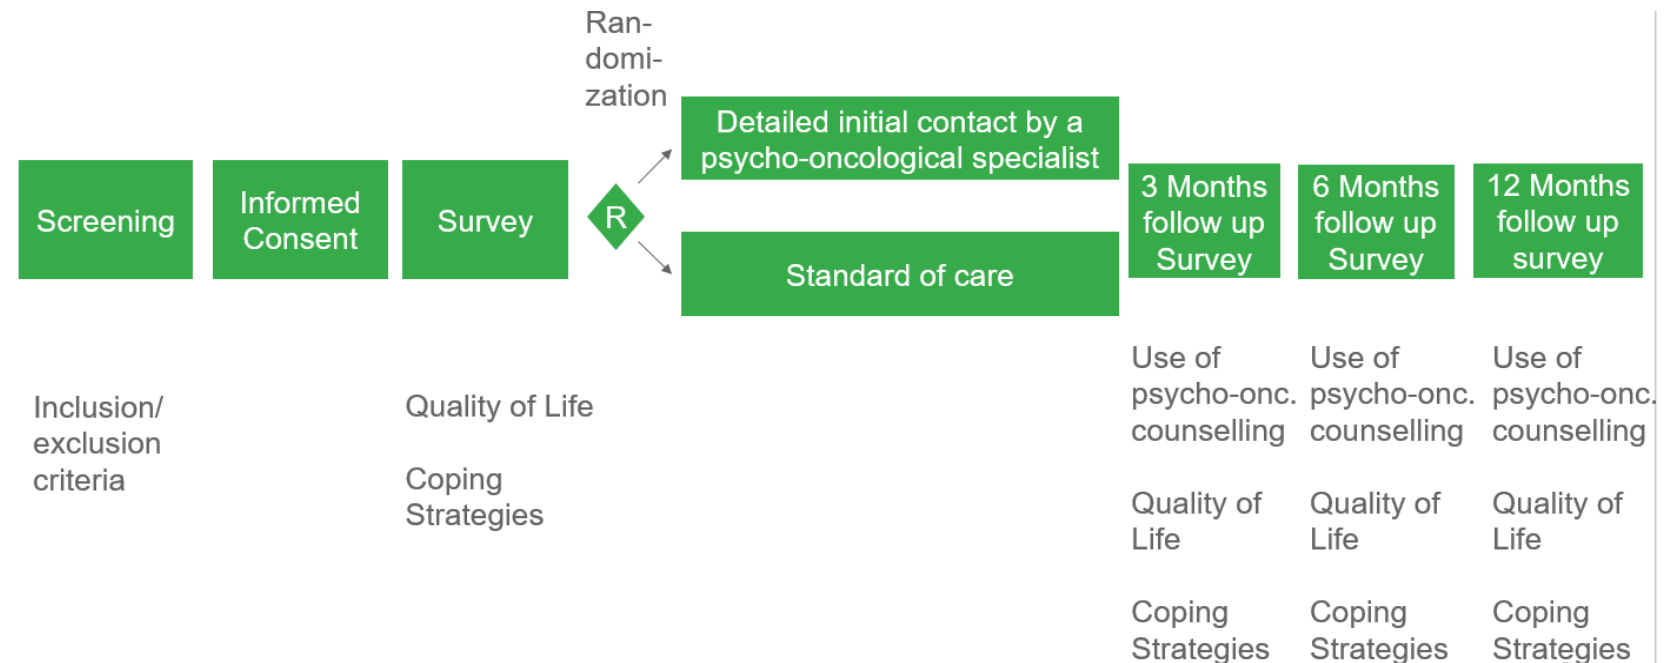 Ran-
domi-
zation
Screening
Informed
Consent
Survey
R
Detailed initial contact by a
psycho-oncological specialist
Standard of care
3 Months
follow up
Survey
6 Months
follow up
Survey
12 Months
follow up
survey
Inclusion/
exclusion
criteria
Quality of Life
Coping
Strategies
Use of
psycho-onc.
counselling
Quality of
Life
Coping
Strategies
Use of
psycho-onc.
counselling
Quality of
Life
Coping
Strategies
Use of
psycho-onc.
counselling
Quality of
Life
Coping
Strategies